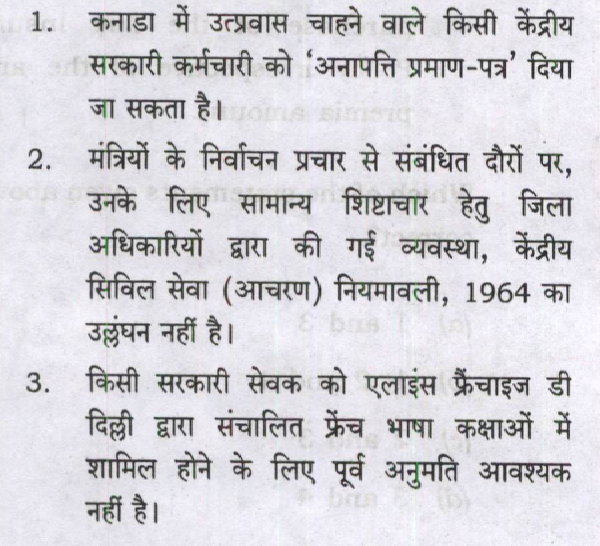 1. कनाडा में उत्प्रवास चाहने वाले किसी केंद्रीय
सरकारी कर्मचारी को ‘अनापत्ति प्रमाण-पत्र’ दिया
जा सकता है।
2. मंत्रियों के निर्वाचन प्रचार से संबंधित दौरों पर,
उनके लिए सामान्य शिष्टाचार हेतु जिला
अधिकारियों द्वारा की गई व्यवस्था, केंद्रीय
सिविल सेवा (आचरण) नियमावली, 1964 का
उल्लंघन नहीं है।
3. किसी सरकारी सेवक को एलाइंस फ्रैंचाइज डी
दिल्ली द्वारा संचालित फ्रेंच भाषा कक्षाओं में
शामिल होने के लिए पूर्व अनुमति आवश्यक
नहीं है।